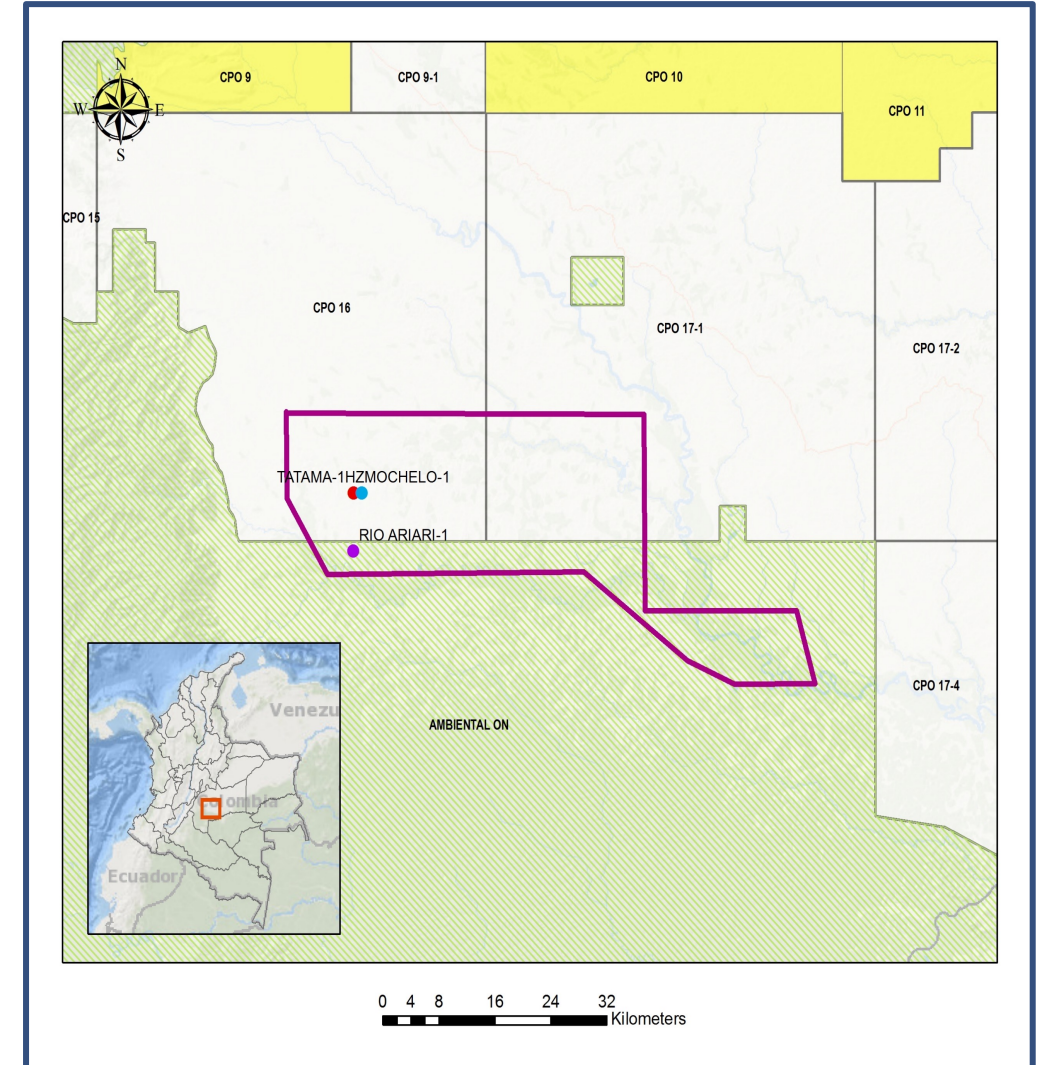 N
W E
S
CPO 9
CPO 9-1
CPO 10
CPO 11
CPO 15
CPO 16
CPO 17-1
CPO 17-2
TATAMA-1HZMOCHELO-1
RIO ARIARI-1
CPO 17-4
AMBIENTAL ON
Venezu
Colombia
Ecuador
0 4 8 16 24 32
Kilometers